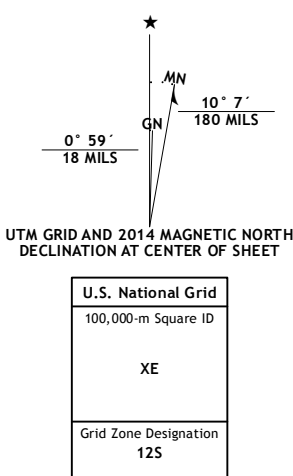 ★
MN
GN
10° 7´
180 MILS
0° 59´
18 MILS
UTM GRID AND 2014 MAGNETIC NORTH
DECLINATION AT CENTER OF SHEET
U.S. National Grid
100,000-m Square ID
XE
Grid Zone Designation
12S